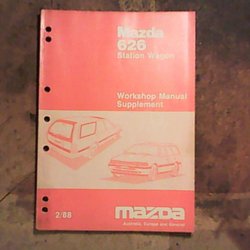 Mazda
626
Station Wagon
Workshop Manual
Supplement
2/88
mazda
Australia, Europe and General